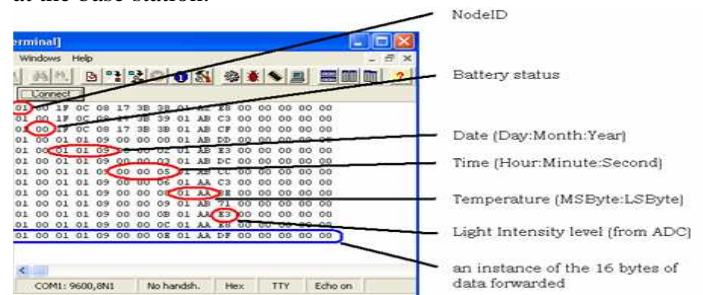 at the base station.
erminal]
Windows Help
Connect
01 00 1F 0C 08 17 3B 38 01 E8 00 00 00 00 00
01 00 1F 0C 08 17 3B 39 01 AB C3 00 00 00 00 00
00 1F 0C 08 17 3B 3B 01 AB CF 00 00 00 00 00
01 00 01 01 09 00 00 00 01 AB DD 00 00 00 00 00
01 00 01 01 09 00 02 01 AB E3 00 00 00 00 00
01 00 01 01 09 00 00 03 01 AB DC 00 00 00 00 00
01 00 01 01 09 00 00 05 AB CC 00 00 00 00 00
01 00 01 01 09 00 00 06 01 AA C3 00 00 00 00 00
01 00 01 01 09 00 00 01 AA BE 00 00 00 00 00
01 00 01 01 09 00 00 09 01 AB 71 00 00 00 00 00
01 00 01 01 09 00 00 0B 01 AA E3 00 00 00 00 00
01 00 01 01 09 00 00 0C 01 AA E8 00 00 00 00 00
01 00 01 01 09 00 00 0E 01 AA DF 00 00 00 00 00
COM1: 9600,8N1 No handsh. Hex TTY Echo on
NodeID
Battery status
Date (Day:Month:Year)
Time (Hour:Minute:Second)
Temperature (MSByte:LSByte)
Light Intensity level (from ADC)
an instance of the 16 bytes of
data forwarded